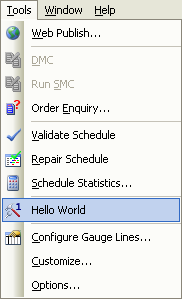 Tools Window Help
Web Publish...
DMC
Run SMC
Order Enquiry...
Validate Schedule
Repair Schedule
Schedule Statistics...
1 Hello World
Configure Gauge Lines...
Customize...
Options...